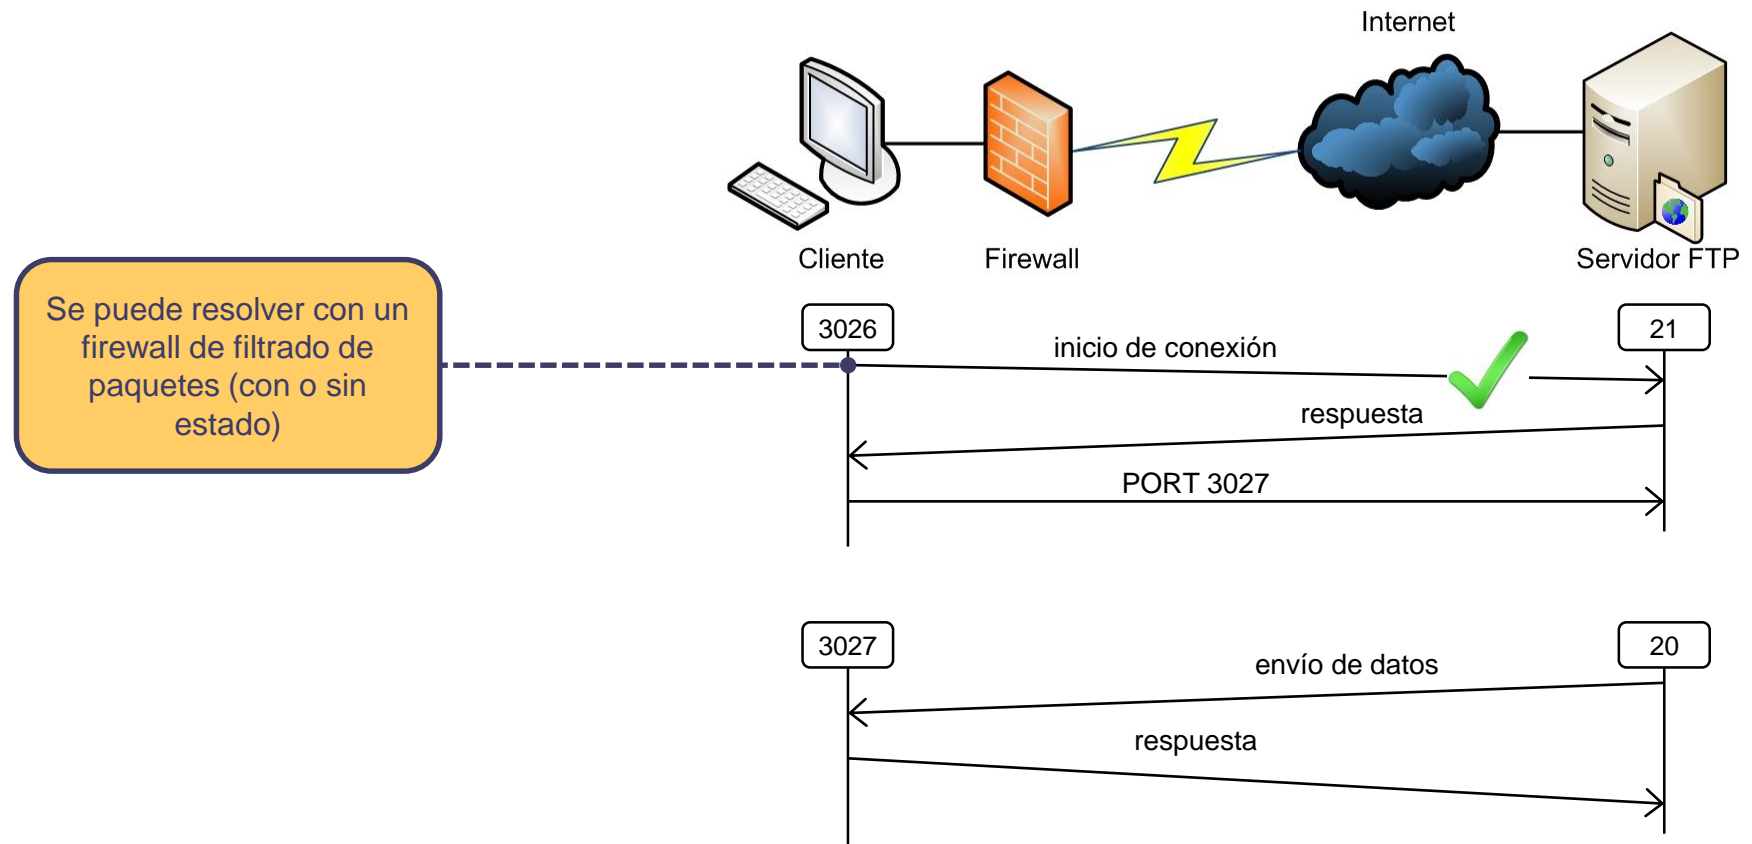 Internet
Cliente
Firewall
Servidor FTP
Se puede resolver con un
firewall de filtrado de
paquetes (con o sin
estado)
3026
21
inicio de conexión
respuesta
PORT 3027
3027
20
envío de datos
respuesta